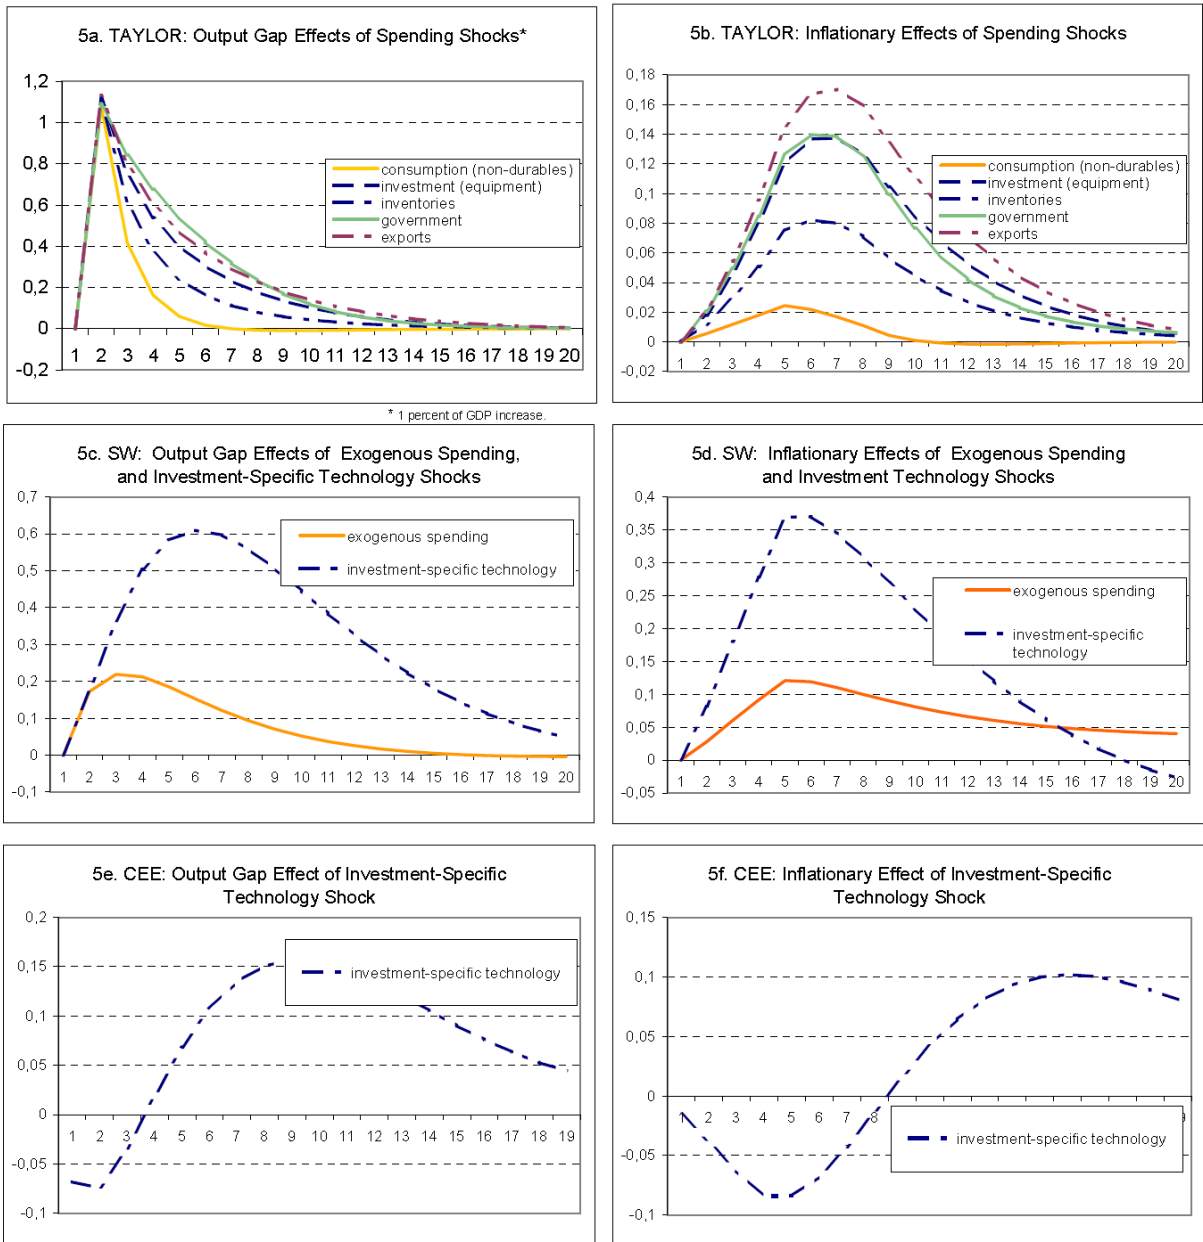 5a. TAYLOR: Output Gap Effects of Spending Shocks*
1,2
1
0,8
0,6
0,4
0,2
0
-0,2
consumption (non-durables)
investment (equipment)
inventories
government
exports
1 2 3 4 5 6 7 8 9 10 11 12 13 14 15 16 17 18 19 20
* 1 percent of GDP increase.
5b. TAYLOR: Inflationary Effects of Spending Shocks
0,18
0,16
0,14
0,12
0,1
0,08
0,06
0,04
0,02
0
-0,02
consumption (non-durables)
investment (equipment)
inventories
government
exports
1 2 3 4 5 6 7 8 9 10 11 12 13 14 15 16 17 18 19 20
5c. SW: Output Gap Effects of Exogenous Spending,
and Investment-Specific Technology Shocks
0,7
0,6
0,5
0,4
0,3
0,2
0,1
0
-0,1
exogenous spending
investment-specific technology
1 2 3 4 5 6 7 8 9 10 11 12 13 14 15 16 17 18 19 20
5d. SW: Inflationary Effects of Exogenous Spending
and Investment Technology Shocks
0,4
0,35
0,3
0,25
0,2
0,15
0,1
0,05
0
-0,05
exogenous spending
investment-specific
technology
1 2 3 4 5 6 7 8 9 10 11 12 13 14 15 16 17 18 19 20
5e. CEE: Output Gap Effect of Investment-Specific
Technology Shock
0,2
0,15
0,1
0,05
0
-0,05
-0,1
investment-specific technology
1 2 3 4 5 6 7 8 9 10 11 12 13 14 15 16 17 18 19
5f. CEE: Inflationary Effect of Investment-Specific
Technology Shock
0,15
0,1
0,05
0
-0,05
-0,1
1 2 3 4 5 6 7 8
investment-specific technology